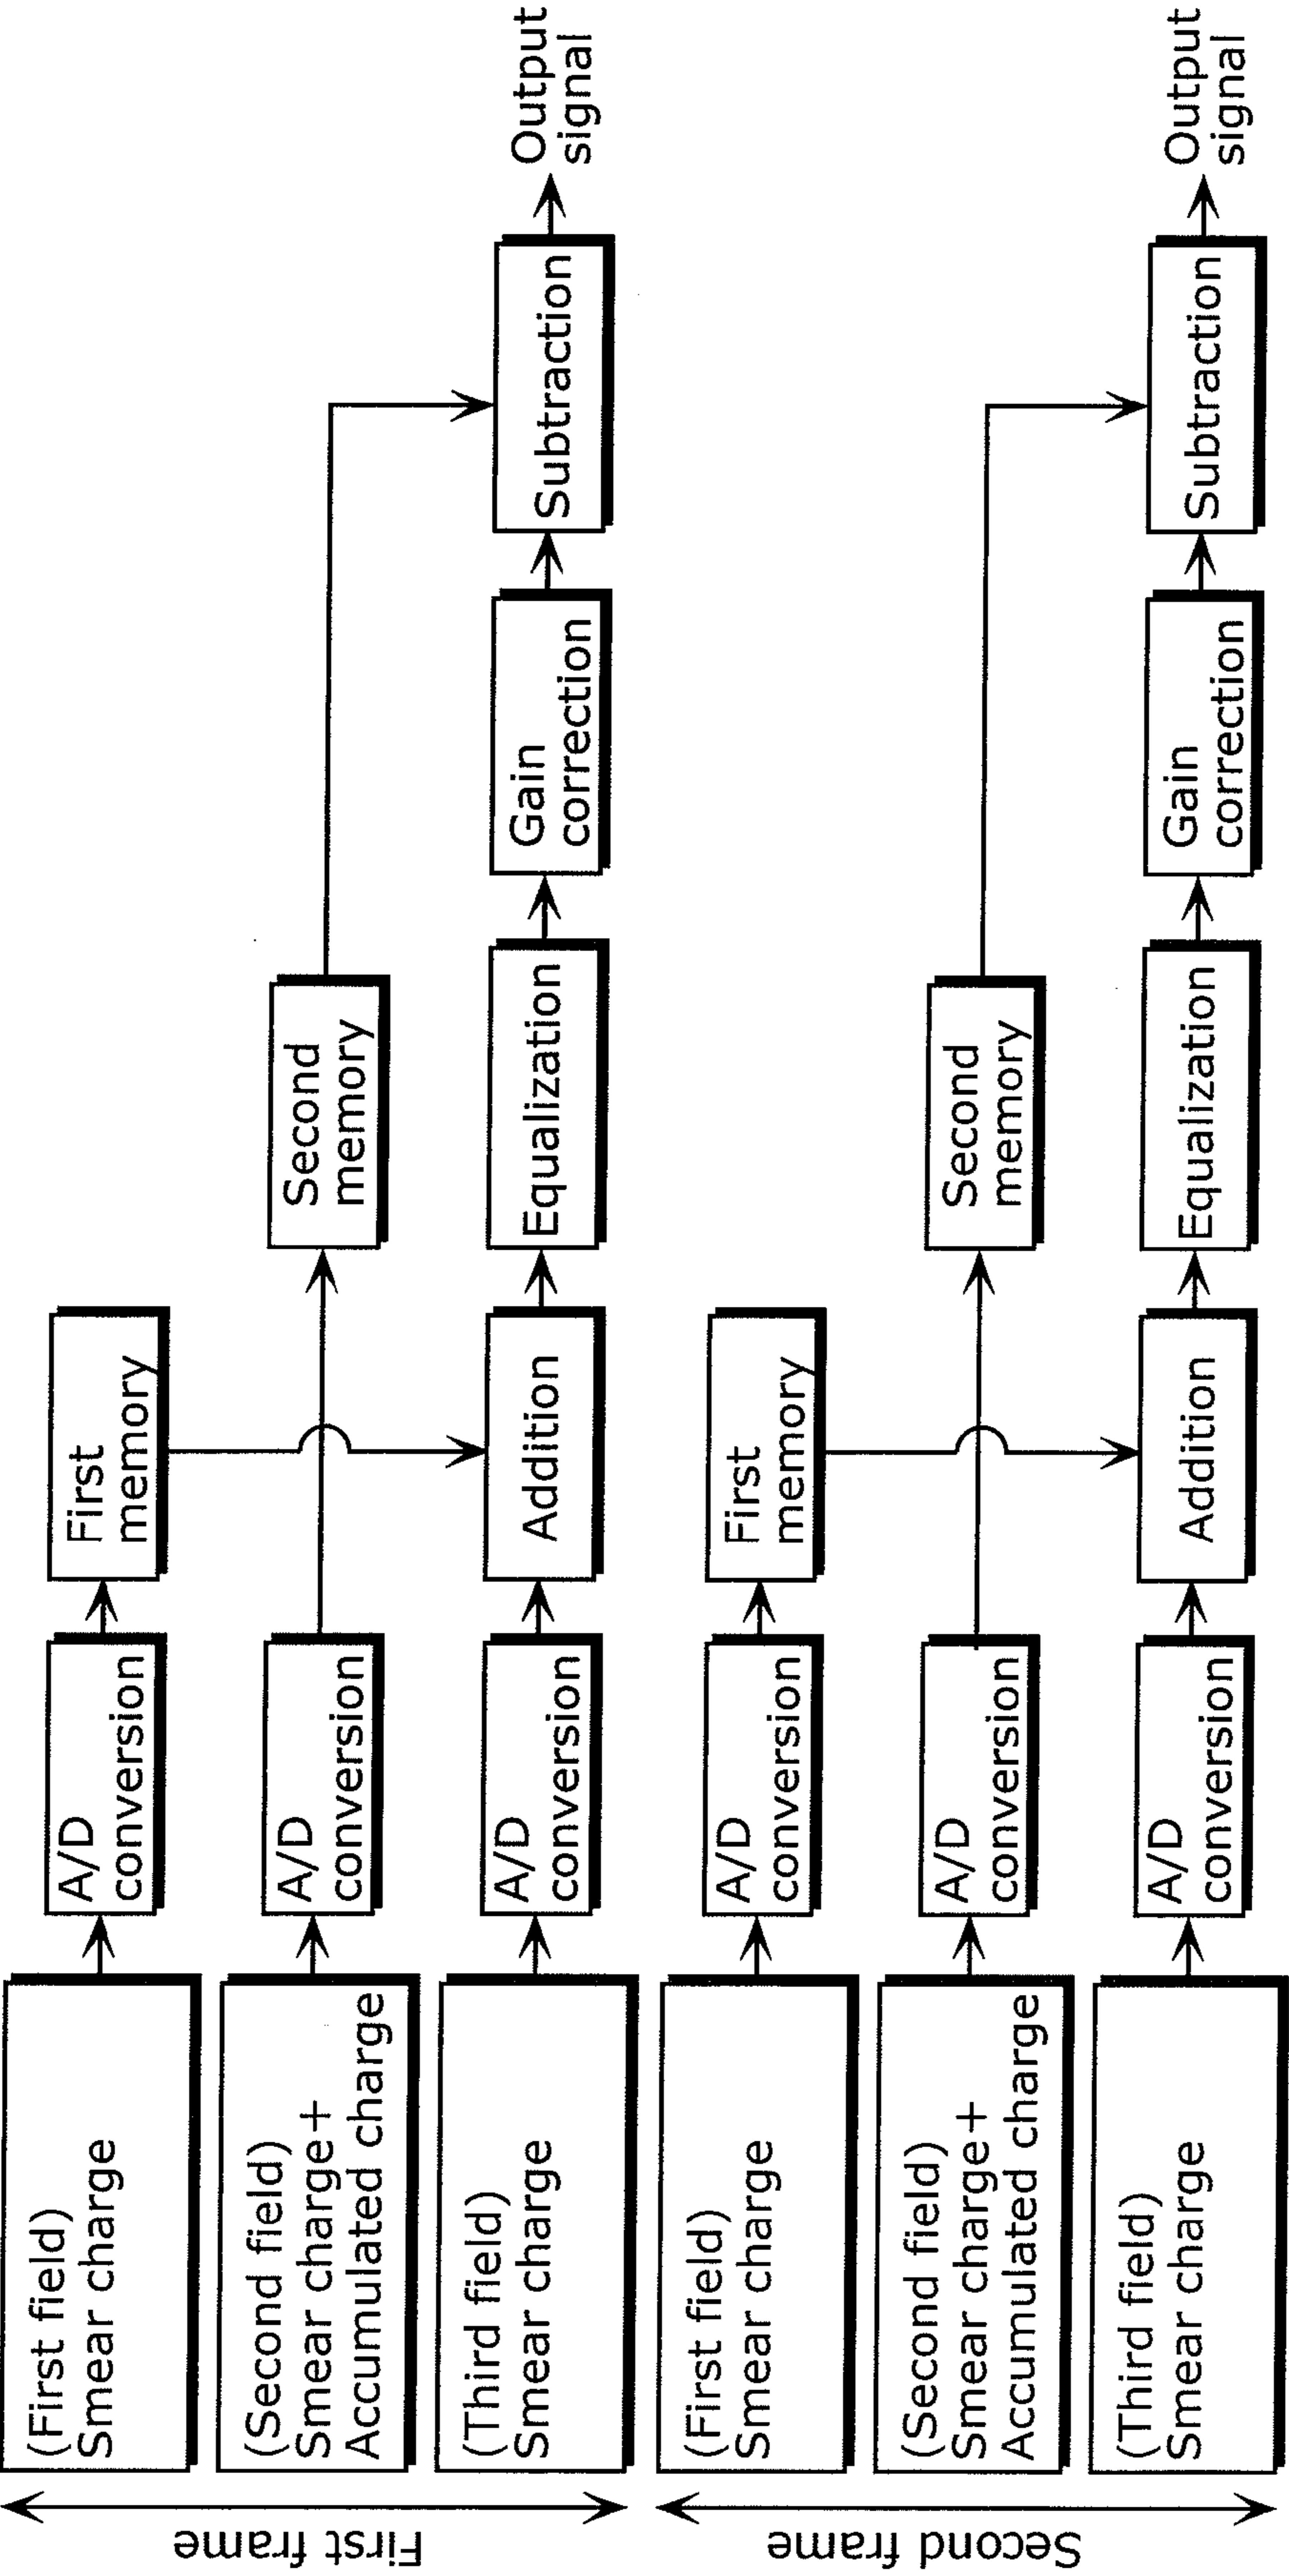 First frame
(First field)
Smear charge
A/D
conversion
First
memory
(Second field)
Smear charge+
Accumulated charge
A/D
conversion
Second
memory
(Third field)
Smear charge
A/D
conversion
Addition
Equalization
Gain
correction
Subtraction
Output
signal
Second frame
(First field)
Smear charge
A/D
conversion
First
memory
(Second field)
Smear charge+
Accumulated charge
A/D
conversion
Second
memory
(Third field)
Smear charge
A/D
conversion
Addition
Equalization
Gain
correction
Subtraction
Output
signal